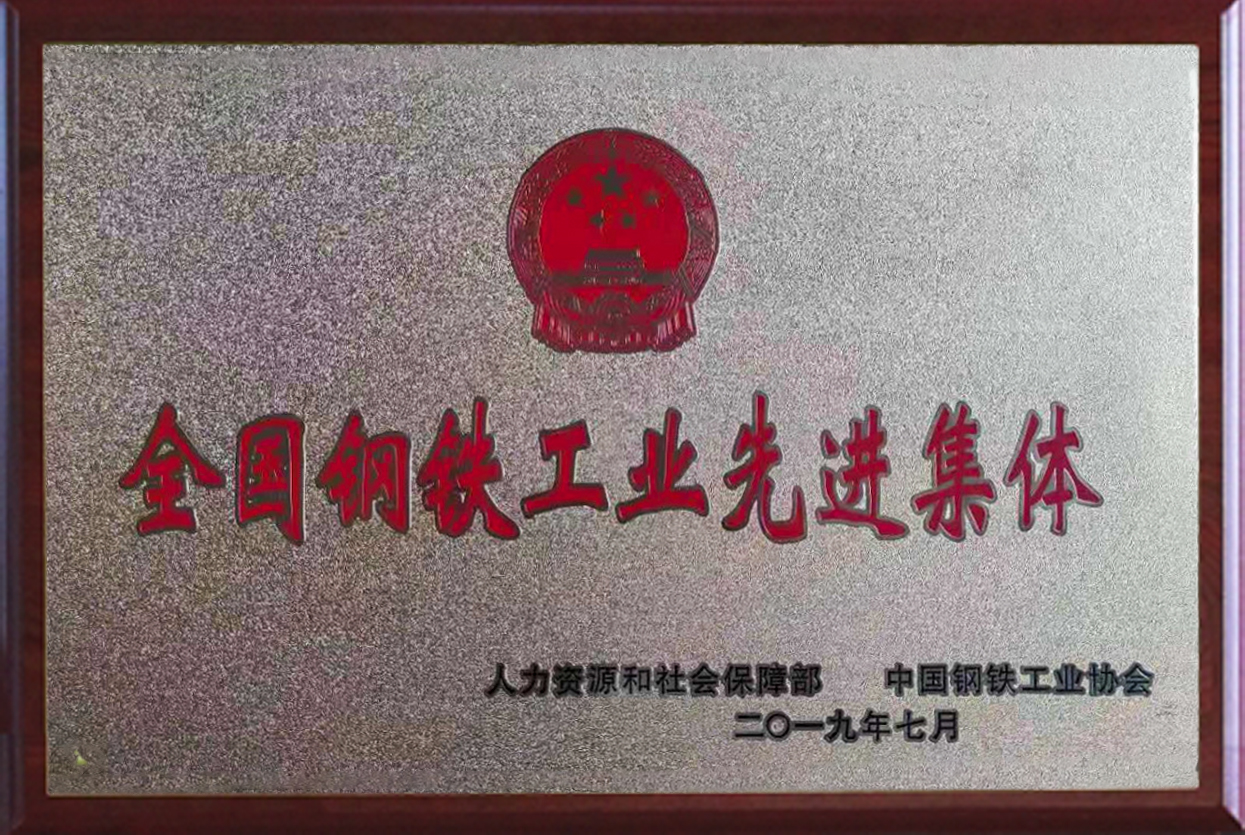 全国钢铁工业先进集体
人力资源和社会保障部 中国钢铁工业协会
二〇一九年七月